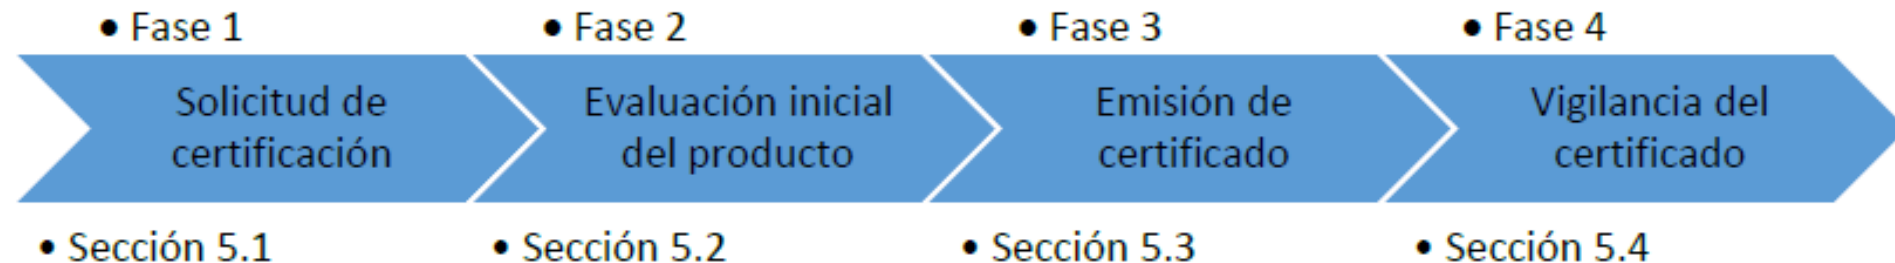 • Fase 1
• Fase 2
• Fase 3
• Fase 4
Solicitud de
certificación
Evaluación inicial
del producto
Emisión de
certificado
Vigilancia del
certificado
• Sección 5.1
• Sección 5.2
• Sección 5.3
• Sección 5.4